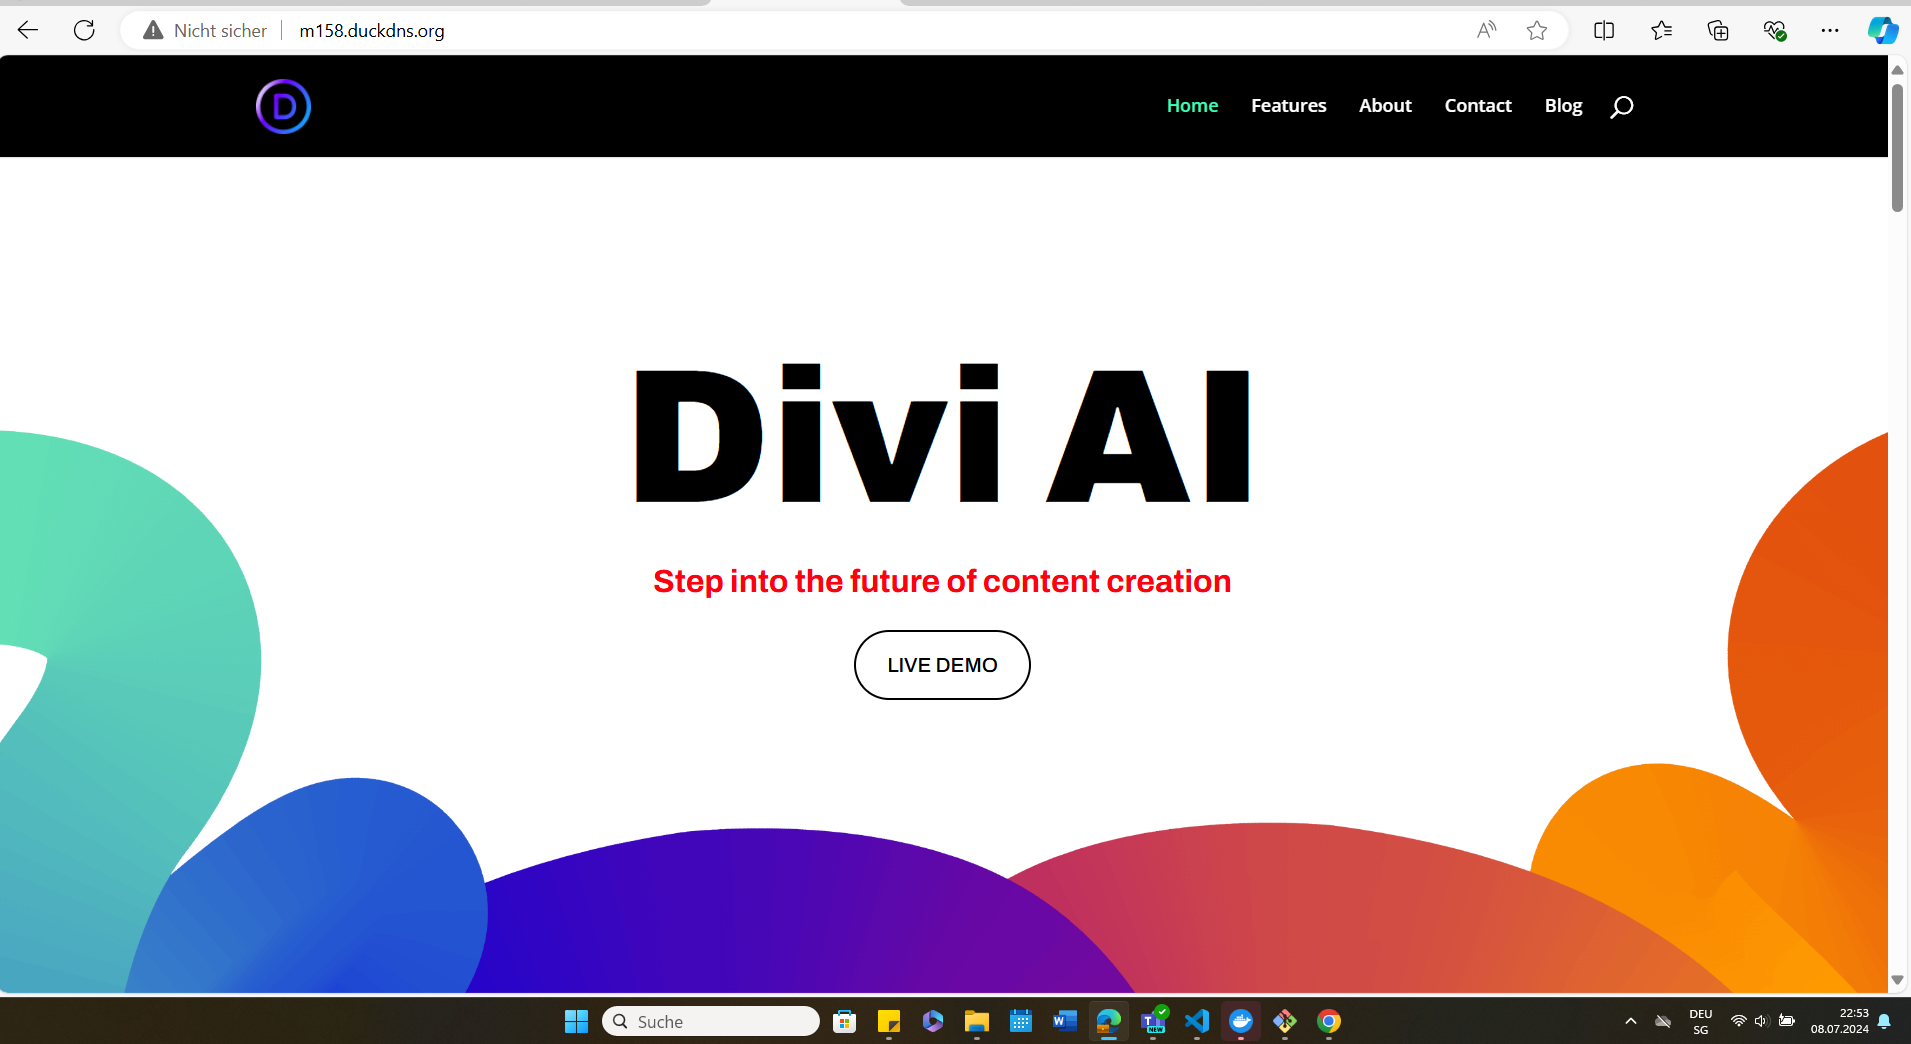 Nicht sicher
m158.duckdns.org
D
Home
Features
About
Contact
Blog
Divi AI
Step into the future of content creation
LIVE DEMO
Suche
W
T
NEW
DEU
SG
22:53
08.07.2024